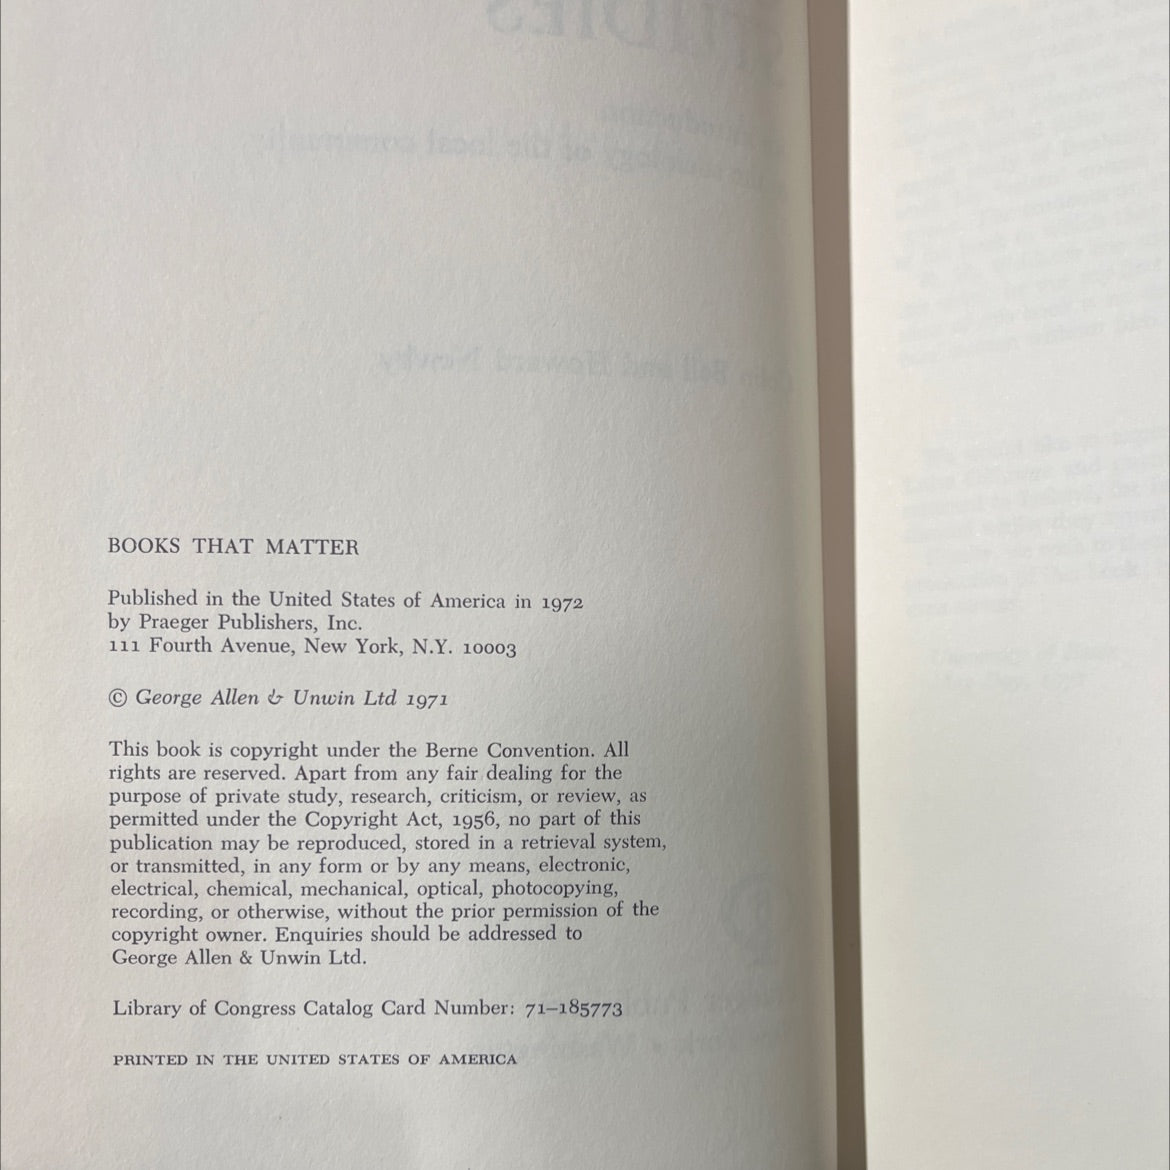 BOOKS THAT MATTER
Published in the United States of America in 1972
by Praeger Publishers, Inc.
111 Fourth Avenue, New York, N.Y. 10003
© George Allen & Unwin Ltd 1971
This book is copyright under the Berne Convention. All
rights are reserved. Apart from any fair dealing for the
purpose of private study, research, criticism, or review, as
permitted under the Copyright Act, 1956, no part of this
publication may be reproduced, stored in a retrieval system,
or transmitted, in any form or by any means, electronic,
electrical, chemical, mechanical, optical, photocopying,
recording, or otherwise, without the prior permission of the
copyright owner. Enquiries should be addressed to
George Allen & Unwin Ltd.
Library of Congress Catalog Card Number: 71–185773
PRINTED IN THE UNITED STATES OF AMERICA